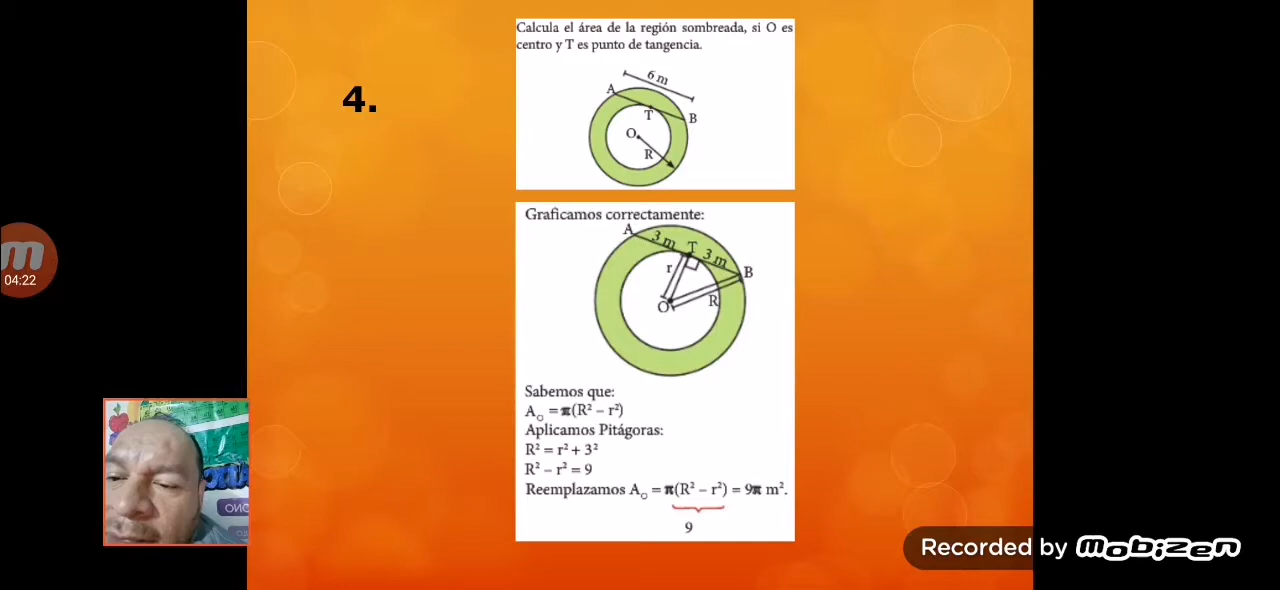 Calcula el área de la región sombreada, si O es
centro y T es punto de tangencia.
4.
6 m
A
T
B
O
R
Graficamos correctamente:
A
3 m
T
3 m
r
B
R
O
04:22
Sabemos que:
A○ = π(R² – r²)
Aplicamos Pitágoras:
R² = r² + 3²
R² – r² = 9
Reemplazamos A○ = π(R² – r²) = 9π m².
9
Recorded by mobizen